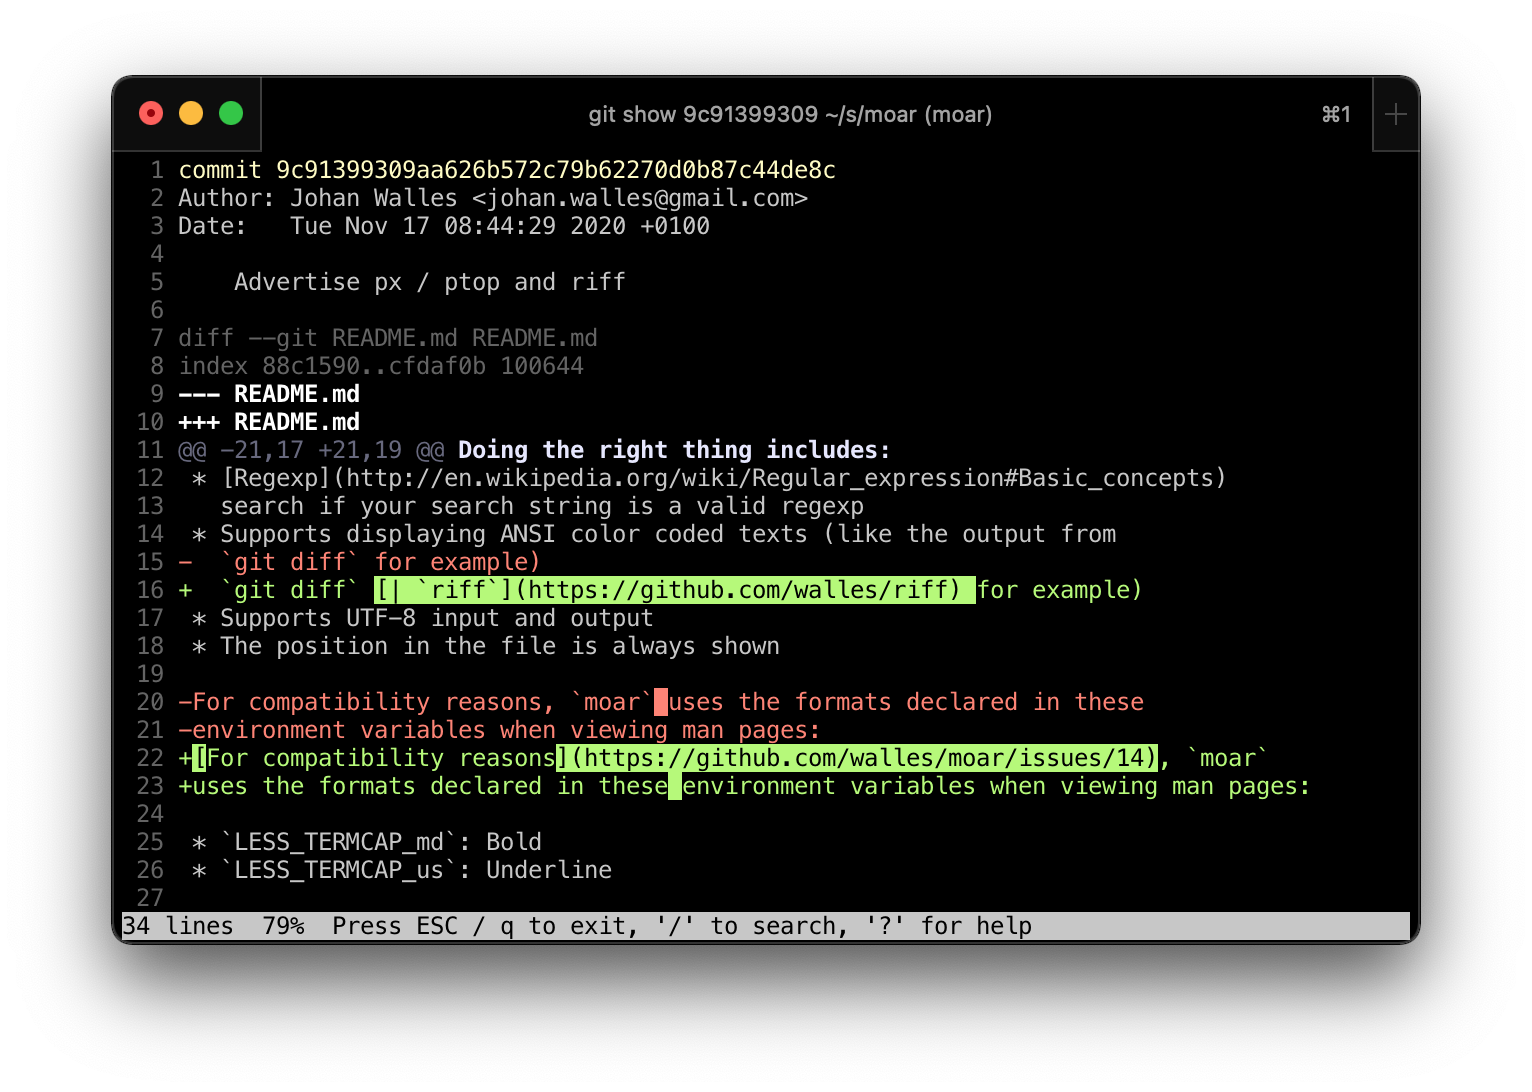 git show 9c91399309 ~/s/moar (moar) ⌘1 +
1 commit 9c91399309aa626b572c79b62270d0b87c44de8c
2 Author: Johan Walles <johan.walles@gmail.com>
3 Date:   Tue Nov 17 08:44:29 2020 +0100
4
5     Advertise px / ptop and riff
6
7 diff --git README.md README.md
8 index 88c1590..cfdaf0b 100644
9 --- README.md
10 +++ README.md
11 @@ -21,17 +21,19 @@ Doing the right thing includes:
12  * [Regexp](http://en.wikipedia.org/wiki/Regular_expression#Basic_concepts)
13    search if your search string is a valid regexp
14  * Supports displaying ANSI color coded texts (like the output from
15 -  `git diff` for example)
16 +  `git diff` [| `riff`](https://github.com/walles/riff) for example)
17  * Supports UTF-8 input and output
18  * The position in the file is always shown
19
20 -For compatibility reasons, `moar` uses the formats declared in these
21 -environment variables when viewing man pages:
22 +[For compatibility reasons](https://github.com/walles/moar/issues/14), `moar`
23 +uses the formats declared in these environment variables when viewing man pages:
24
25  * `LESS_TERMCAP_md`: Bold
26  * `LESS_TERMCAP_us`: Underline
27
34 lines  79%  Press ESC / q to exit, '/' to search, '?' for help